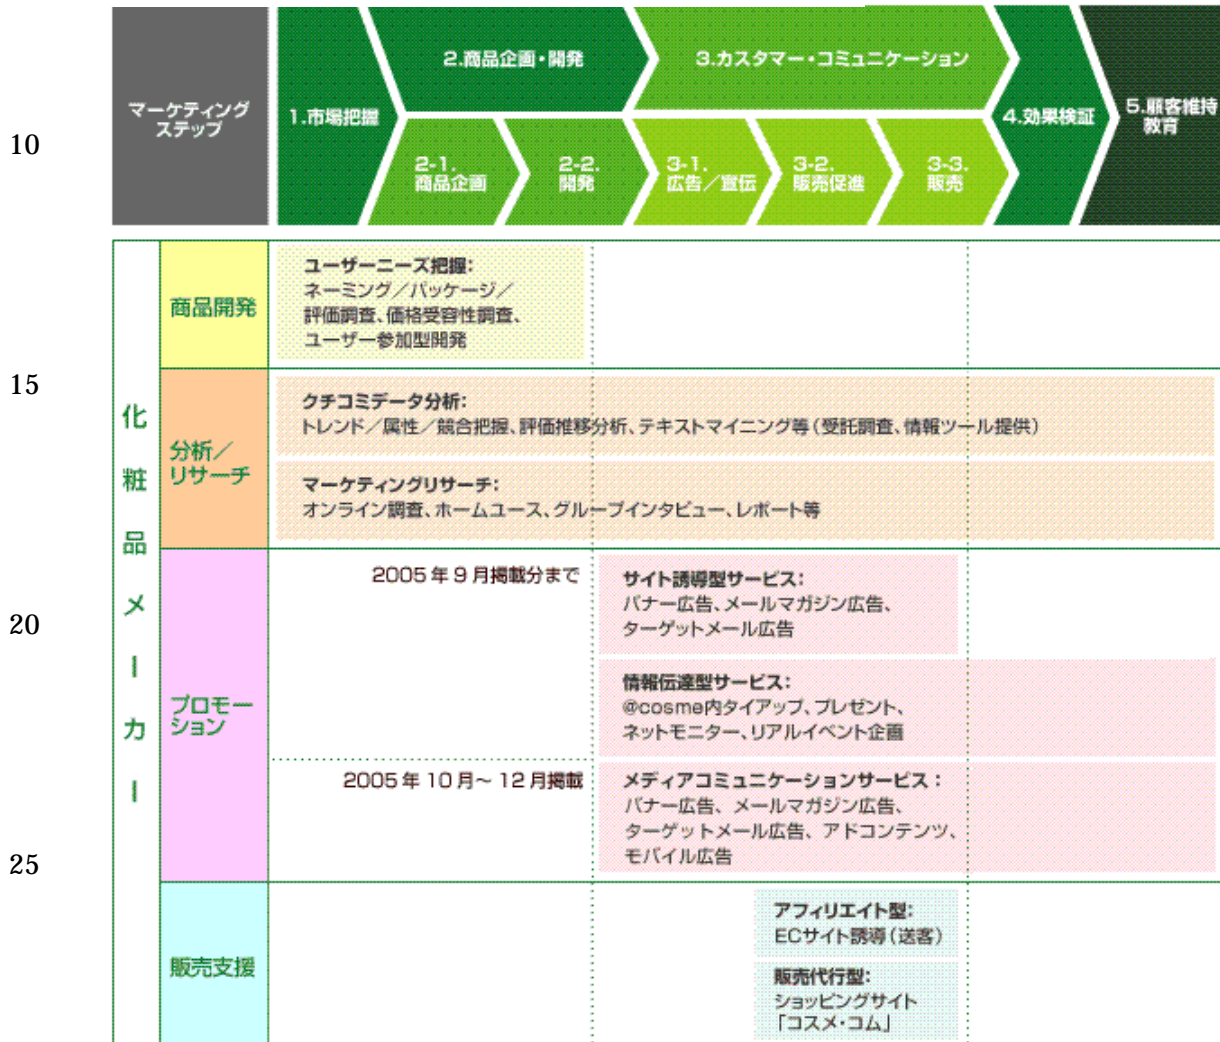 マーケティング
ステップ
1.市場把握
2.商品企画・開発
2-1.
商品企画
2-2.
開発
3.カスタマー・コミュニケーション
3-1.
広告／宣伝
3-2.
販売促進
3-3.
販売
4.効果検証
5.顧客維持
教育
10
15
20
25
化粧品メーカー
商品開発
ユーザーニーズ把握：
ネーミング／パッケージ／
評価調査、価格受容性調査、
ユーザー参加型開発
分析／
リサーチ
クチコミデータ分析：
トレンド／属性／競合把握、評価推移分析、テキストマイニング等（受託調査、情報ツール提供）
マーケティングリサーチ：
オンライン調査、ホームユース、グループインタビュー、レポート等
プロモー
ション
2005年9月掲載分まで
サイト誘導型サービス：
バナー広告、メールマガジン広告、
ターゲットメール広告
情報伝達型サービス：
@cosme内タイアップ、プレゼント、
ネットモニター、リアルイベント企画
2005年10月～12月掲載
メディアコミュニケーションサービス：
バナー広告、メールマガジン広告、
ターゲットメール広告、アドコンテンツ、
モバイル広告
販売支援
アフィリエイト型：
ECサイト誘導（送客）
販売代行型：
ショッピングサイト
「コスメ・コム」